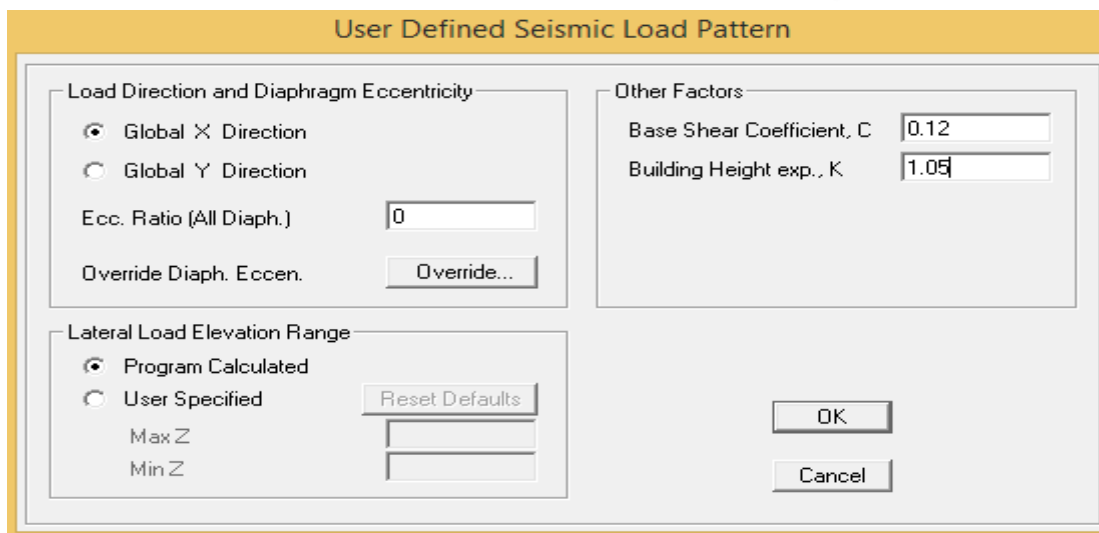 User Defined Seismic Load Pattern
Load Direction and Diaphragm Eccentricity
Global X Direction
Global Y Direction
Ecc. Ratio (All Diaph.) 0
Override Diaph. Eccen. Override...
Other Factors
Base Shear Coefficient, C 0.12
Building Height exp., K 1.05
Lateral Load Elevation Range
Program Calculated
User Specified Reset Defaults
Max Z
Min Z
OK
Cancel